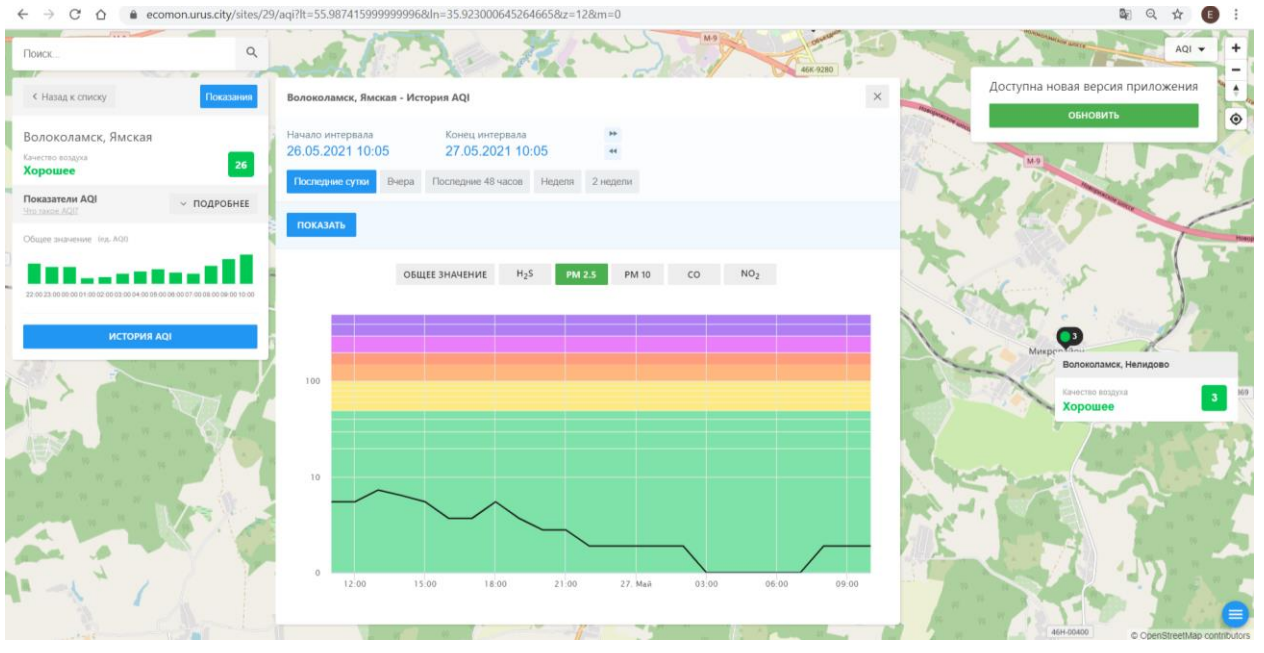 ecomon.urus.city/sites/29/aqi?lt=55.987415999999996&ln=35.923000645264665&z=12&m=0
E
Поиск...
М-9
46К-9280
AQI
+
−
Доступна новая версия приложения
ОБНОВИТЬ
Назад к списку
Показания
Волоколамск, Ямская
Качество воздуха
Хорошее
26
Показатели AQI
Что такое AQI?
ПОДРОБНЕЕ
Общее значение (ед. AQI)
22:00 23:00 00:00 01:00 02:00 03:00 04:00 05:00 06:00 07:00 08:00 09:00 10:00
ИСТОРИЯ AQI
Волоколамск, Ямская - История AQI
×
Начало интервала
Конец интервала
26.05.2021 10:05
27.05.2021 10:05
Последние сутки
Вчера
Последние 48 часов
Неделя
2 недели
ПОКАЗАТЬ
ОБЩЕЕ ЗНАЧЕНИЕ
H₂S
PM 2.5
PM 10
CO
NO₂
100
10
0
12:00
15:00
18:00
21:00
27. Май
03:00
06:00
09:00
М-9
Новорижское шоссе
3
Волоколамск, Нелидово
Качество воздуха
Хорошее
3
46Н-00400
© OpenStreetMap contributors